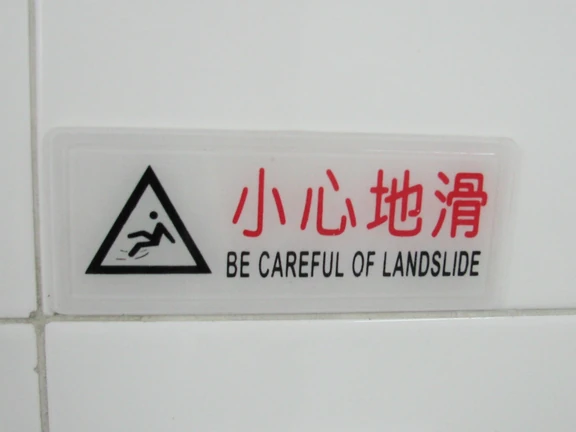 小心地滑
BE CAREFUL OF LANDSLIDE